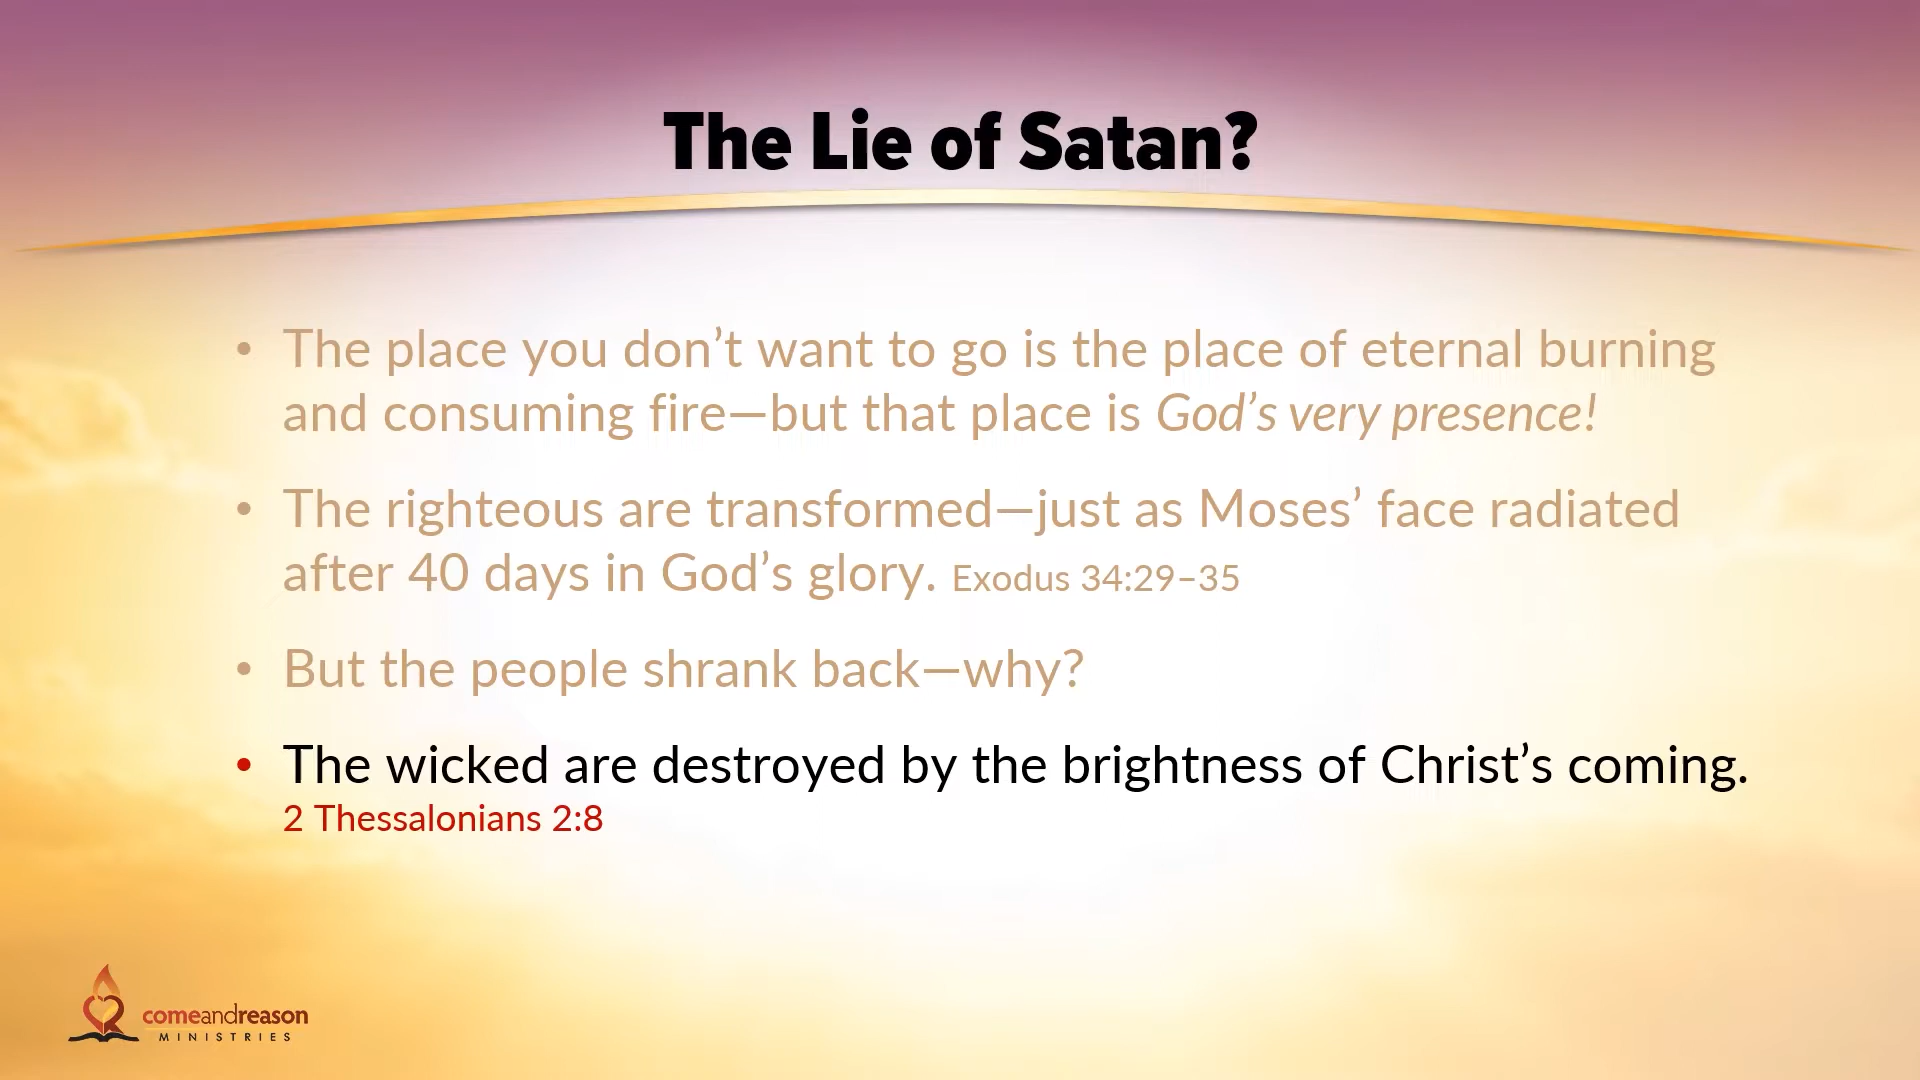 The Lie of Satan?
• The place you don’t want to go is the place of eternal burning
and consuming fire—but that place is God’s very presence!
• The righteous are transformed—just as Moses’ face radiated
after 40 days in God’s glory. Exodus 34:29–35
• But the people shrank back—why?
• The wicked are destroyed by the brightness of Christ’s coming.
2 Thessalonians 2:8
comeandreason
MINISTRIES